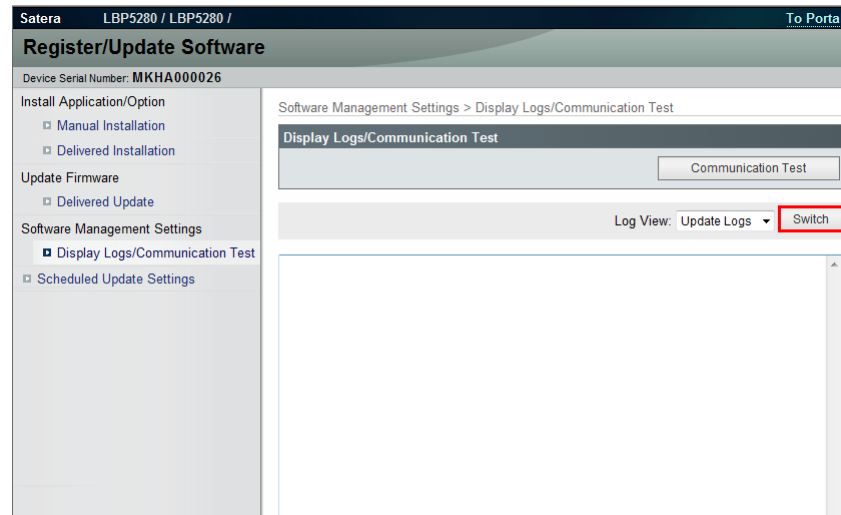 Satera LBP5280 / LBP5280 / To Porta
Register/Update Software
Device Serial Number: MKHA000026
Install Application/Option
Manual Installation
Delivered Installation
Update Firmware
Delivered Update
Software Management Settings
Display Logs/Communication Test
Scheduled Update Settings
Software Management Settings > Display Logs/Communication Test
Display Logs/Communication Test
Communication Test
Log View: Update Logs Switch